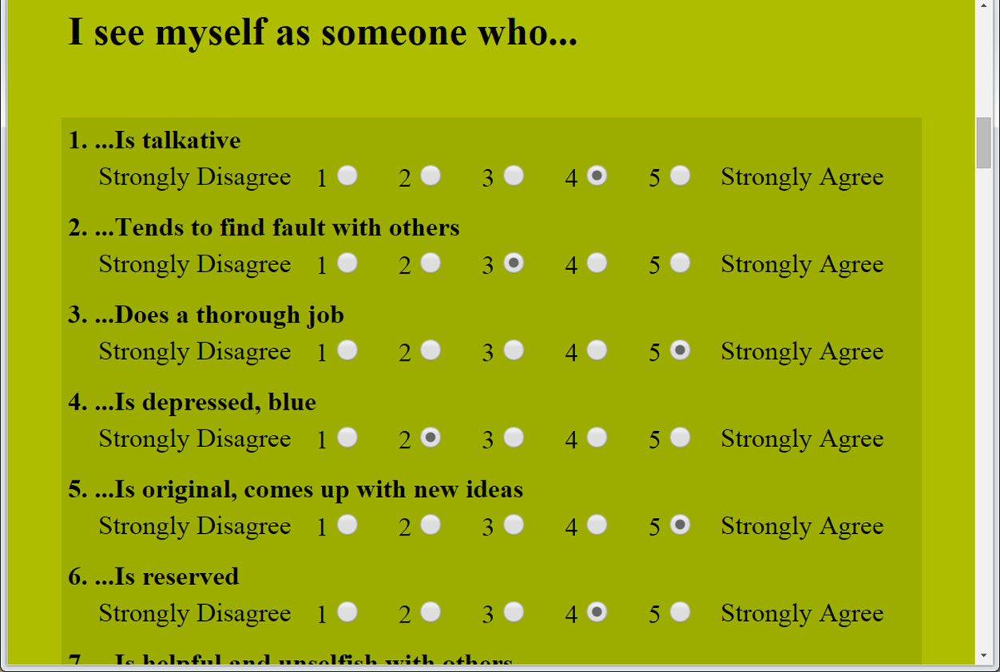 I see myself as someone who...
1. ...Is talkative
Strongly Disagree 1 2 3 4 5 Strongly Agree
2. ...Tends to find fault with others
Strongly Disagree 1 2 3 4 5 Strongly Agree
3. ...Does a thorough job
Strongly Disagree 1 2 3 4 5 Strongly Agree
4. ...Is depressed, blue
Strongly Disagree 1 2 3 4 5 Strongly Agree
5. ...Is original, comes up with new ideas
Strongly Disagree 1 2 3 4 5 Strongly Agree
6. ...Is reserved
Strongly Disagree 1 2 3 4 5 Strongly Agree
7. ...Is helpful and unselfish with others